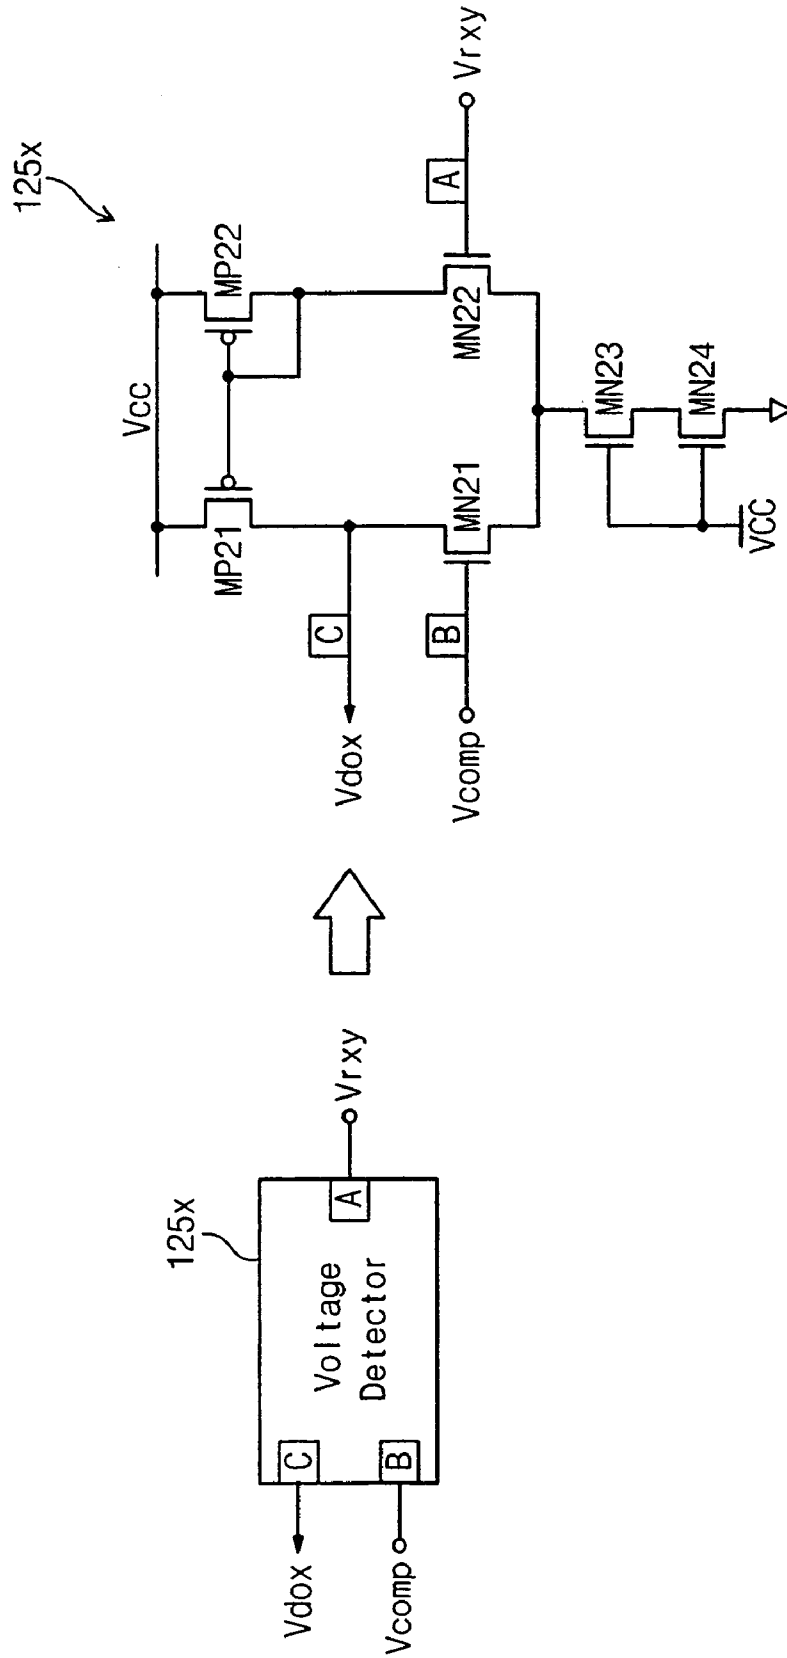 125x
Vdox
C
Voltage
Detector
A
Vrxy
Vcomp
B
125x
Vcc
MP21
MP22
Vdox
C
Vcomp
B
MN21
MN22
A
Vrxy
MN23
MN24
VCC